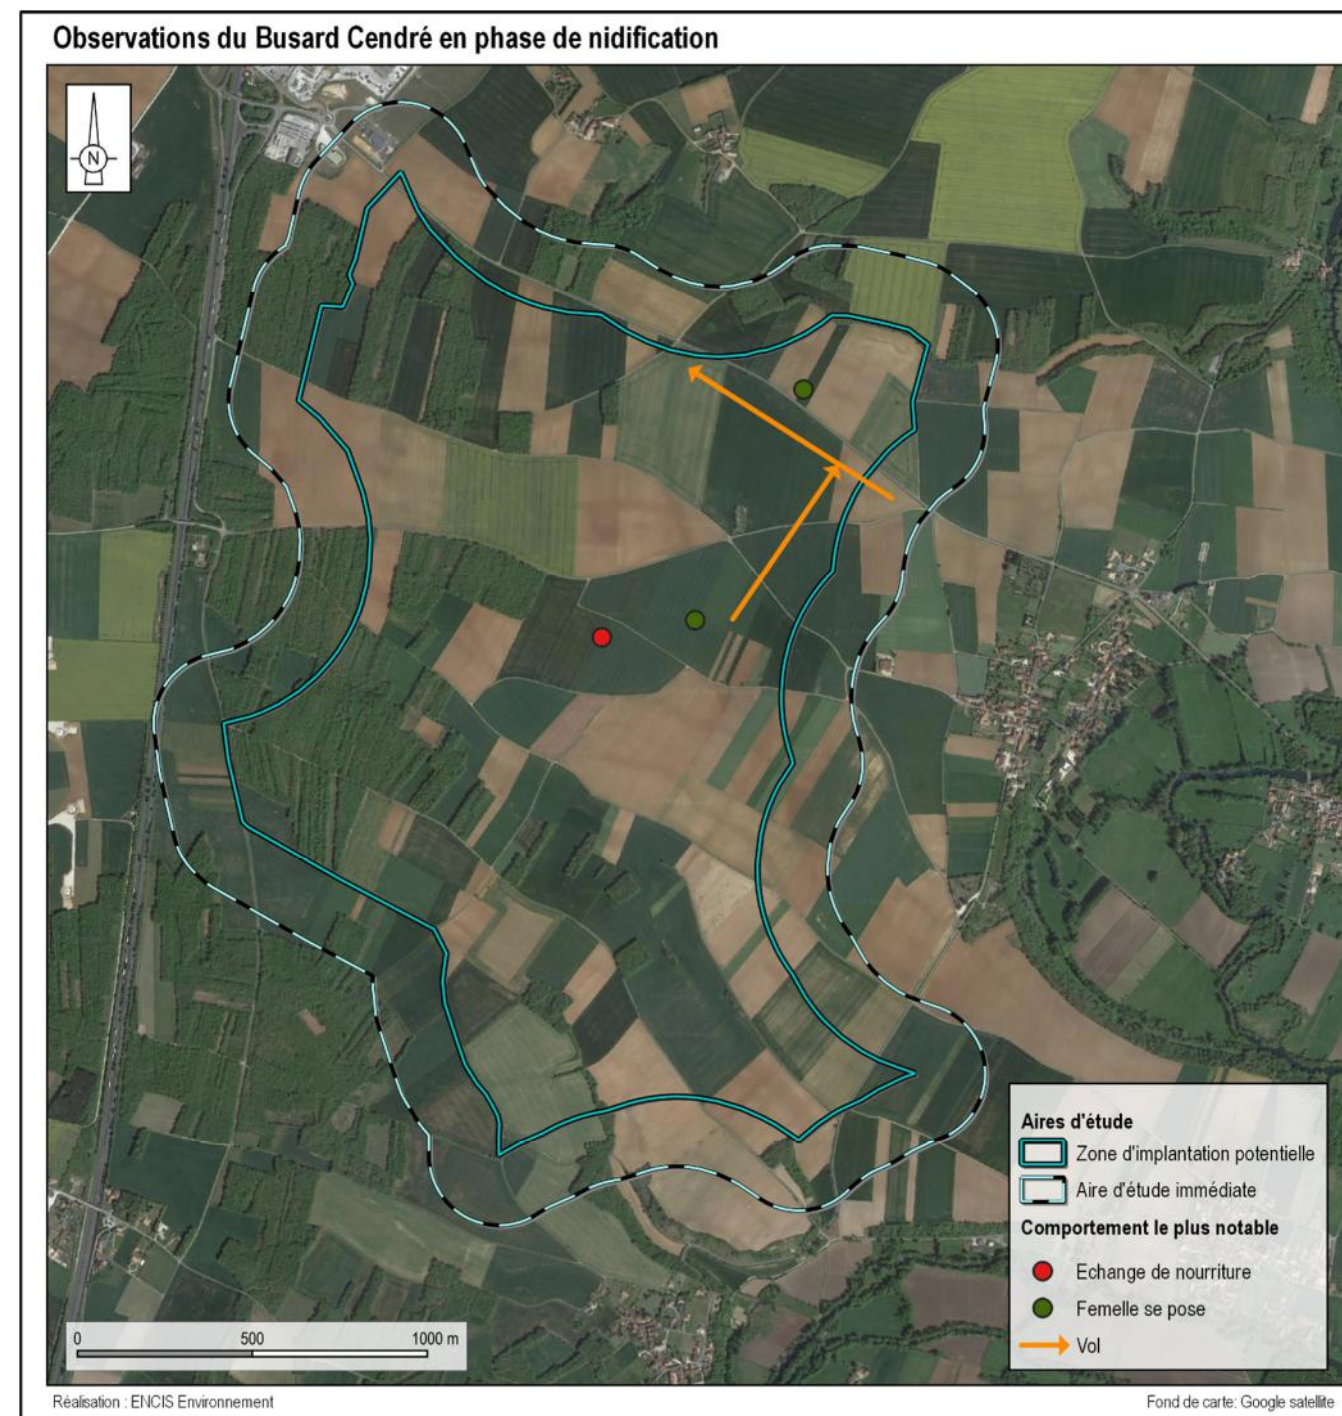 Observations du Busard Cendré en phase de nidification
N
Aires d'étude
Zone d'implantation potentielle
Aire d'étude immédiate
Comportement le plus notable
Echange de nourriture
Femelle se pose
Vol
0 500 1000 m
Réalisation : ENCIS Environnement
Fond de carte: Google satellite